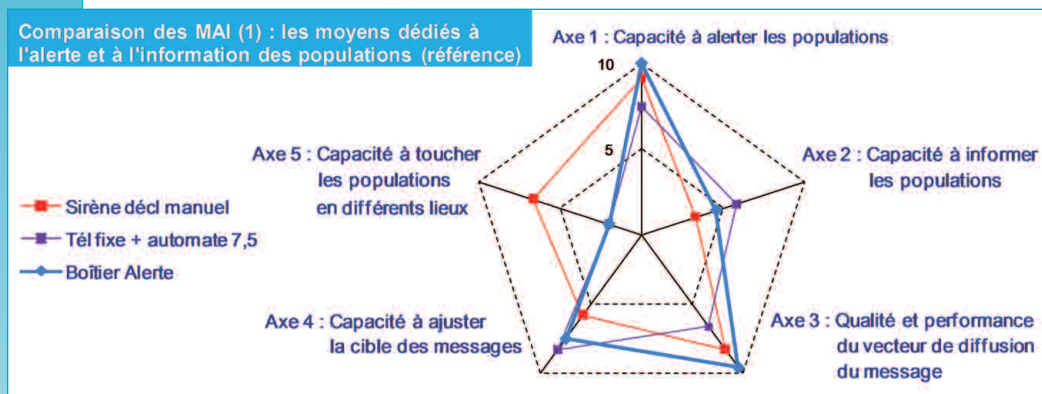 Comparaison des MAI (1) : les moyens dédiés à
l'alerte et à l'information des populations (référence)
Axe 1 : Capacité à alerter les populations
10
5
Axe 5 : Capacité à toucher
les populations
en différents lieux
Axe 2 : Capacité à informer
les populations
Sirène décl manuel
Tél fixe + automate 7,5
Boîtier Alerte
Axe 4 : Capacité à ajuster
la cible des messages
Axe 3 : Qualité et performance
du vecteur de diffusion
du message